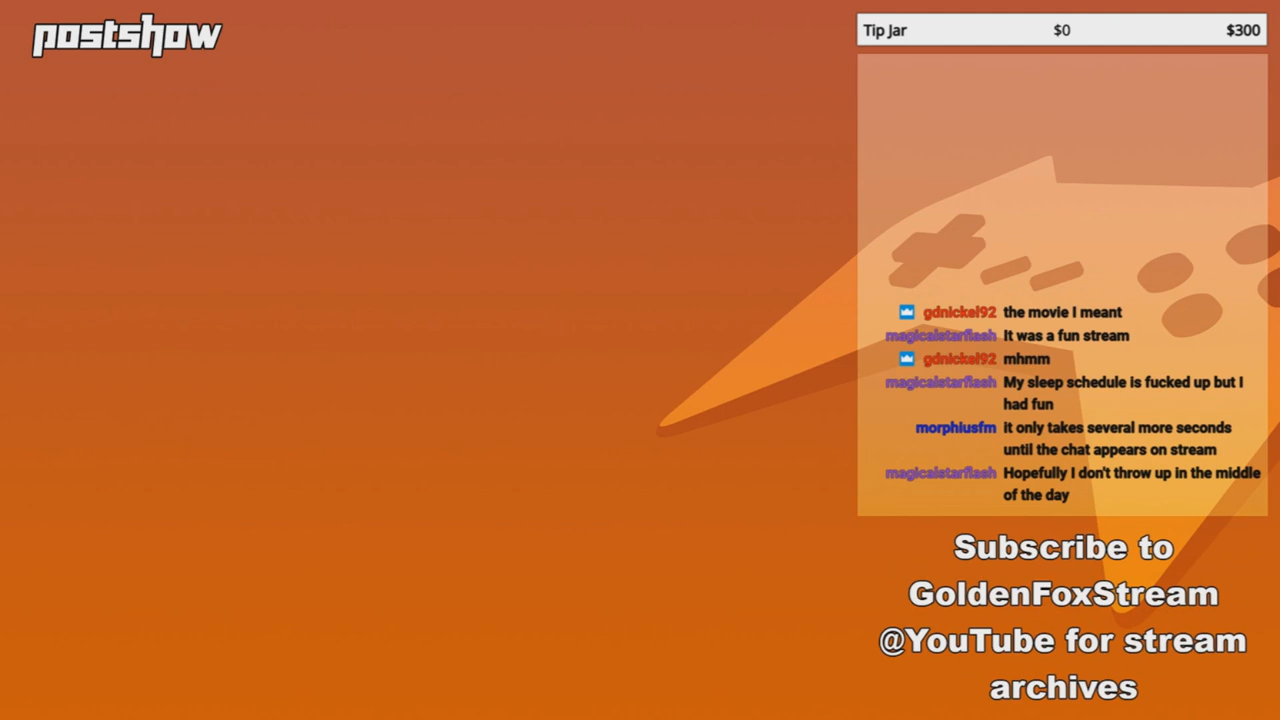 postshow
Tip Jar $0 $300
gdnickel92 the movie I meant
magicalstarflash It was a fun stream
gdnickel92 mhmm
magicalstarflash My sleep schedule is fucked up but I
had fun
morphiusfm it only takes several more seconds
until the chat appears on stream
magicalstarflash Hopefully I don't throw up in the middle
of the day
Subscribe to
GoldenFoxStream
@YouTube for stream
archives